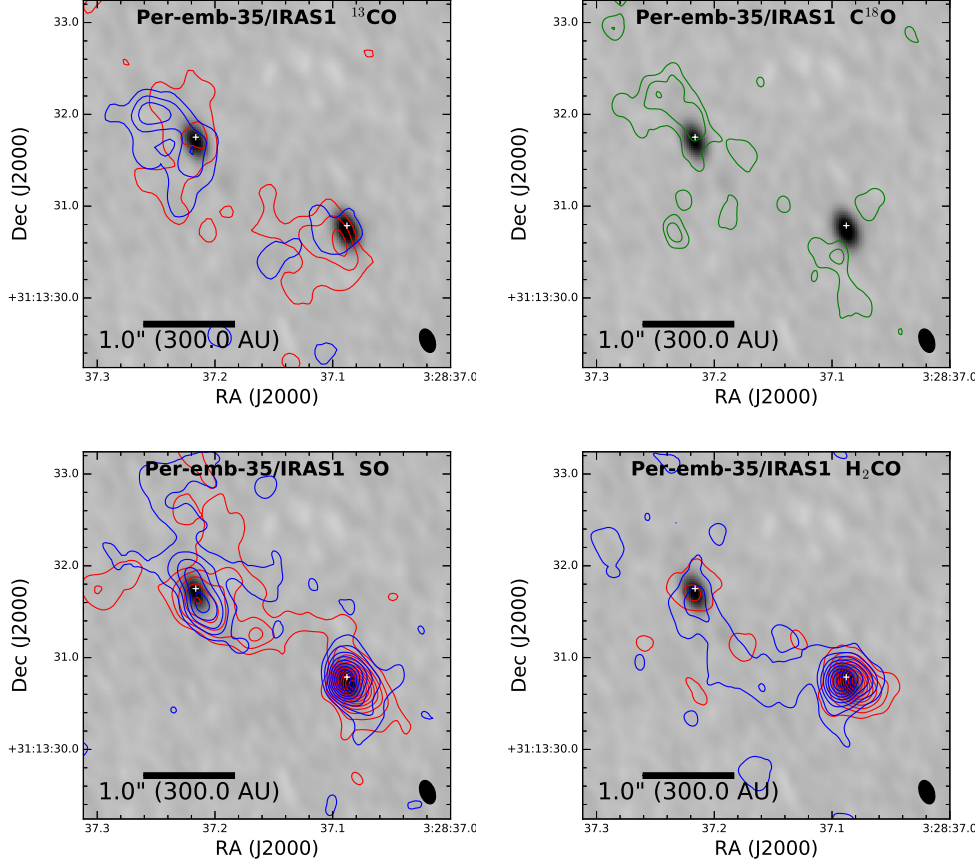 Per-emb-35/IRAS1 ¹³CO
33.0
32.0
31.0
+31:13:30.0
Dec (J2000)
1.0" (300.0 AU)
37.3 37.2 37.1 3:28:37.0
RA (J2000)
Per-emb-35/IRAS1 C¹⁸O
33.0
32.0
31.0
+31:13:30.0
Dec (J2000)
1.0" (300.0 AU)
37.3 37.2 37.1 3:28:37.0
RA (J2000)
Per-emb-35/IRAS1 SO
33.0
32.0
31.0
+31:13:30.0
Dec (J2000)
1.0" (300.0 AU)
37.3 37.2 37.1 3:28:37.0
RA (J2000)
Per-emb-35/IRAS1 H₂CO
33.0
32.0
31.0
+31:13:30.0
Dec (J2000)
1.0" (300.0 AU)
37.3 37.2 37.1 3:28:37.0
RA (J2000)